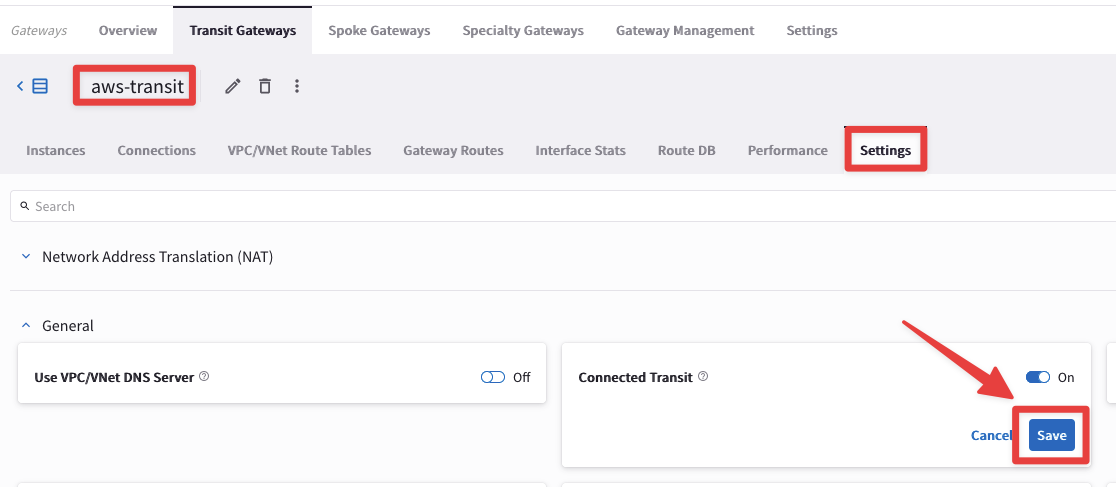 Gateways Overview Transit Gateways Spoke Gateways Specialty Gateways Gateway Management Settings
aws-transit
Instances Connections VPC/VNet Route Tables Gateway Routes Interface Stats Route DB Performance Settings
Search
Network Address Translation (NAT)
General
Use VPC/VNet DNS Server Off Connected Transit On
Cancel Save